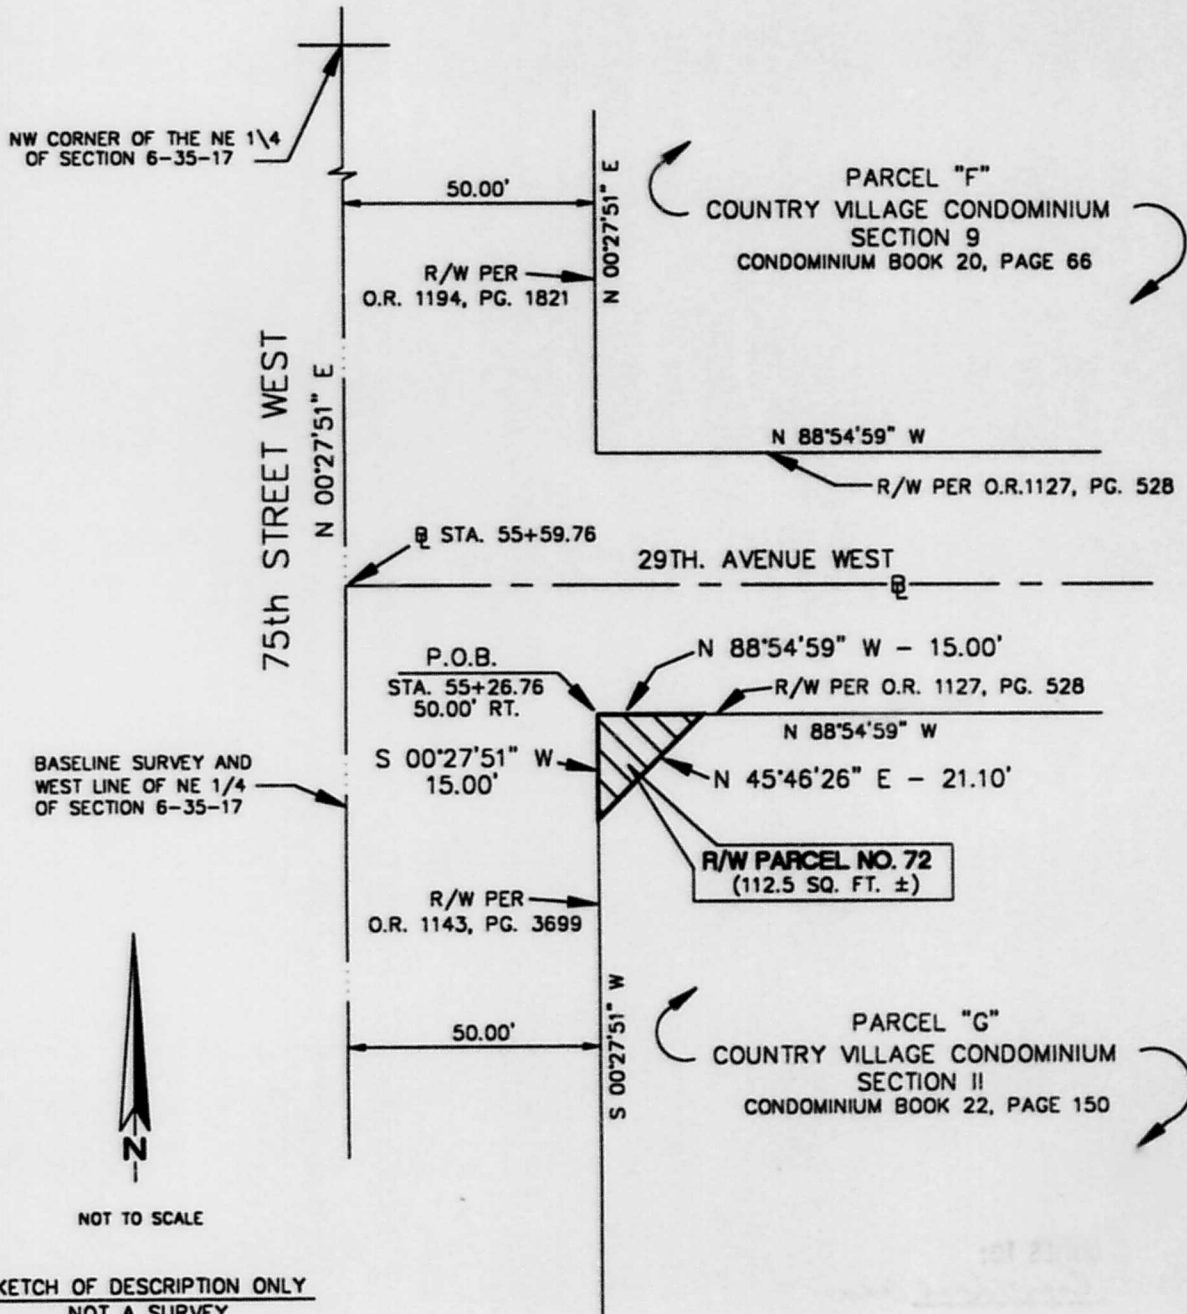 NW CORNER OF THE NE 1\4
OF SECTION 6-35-17
50.00'
N 00°27'51" E
PARCEL "F"
COUNTRY VILLAGE CONDOMINIUM
SECTION 9
CONDOMINIUM BOOK 20, PAGE 66
R/W PER
O.R. 1194, PG. 1821
75th STREET WEST
N 00°27'51" E
N 88°54'59" W
R/W PER O.R.1127, PG. 528
STA. 55+59.76
29TH. AVENUE WEST
P.O.B.
STA. 55+26.76
50.00' RT.
N 88°54'59" W - 15.00'
R/W PER O.R. 1127, PG. 528
N 88°54'59" W
S 00°27'51" W
15.00'
N 45°46'26" E - 21.10'
BASELINE SURVEY AND
WEST LINE OF NE 1/4
OF SECTION 6-35-17
R/W PARCEL NO. 72
(112.5 SQ. FT. ±)
R/W PER
O.R. 1143, PG. 3699
S 00°27'51" W
50.00'
PARCEL "G"
COUNTRY VILLAGE CONDOMINIUM
SECTION II
CONDOMINIUM BOOK 22, PAGE 150
N
NOT TO SCALE
KETCH OF DESCRIPTION ONLY
NOT A SURVEY